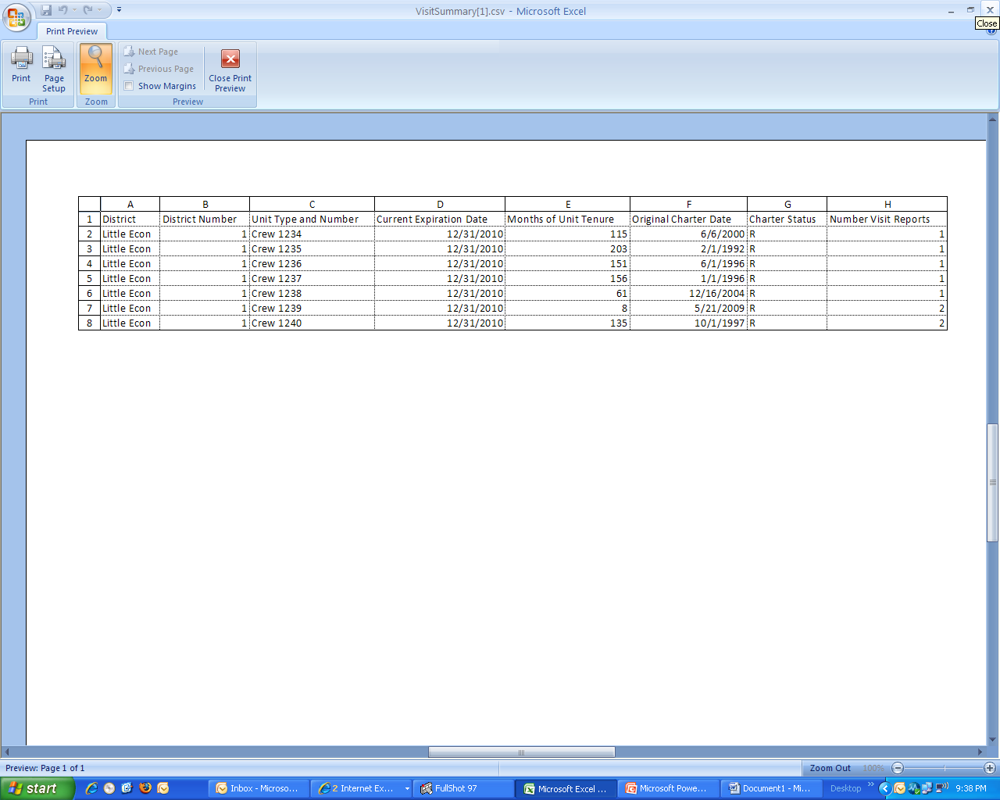 VisitSummary[1].csv - Microsoft Excel
Close
Print Preview
Print
Page Setup
Zoom
Next Page
Previous Page
Show Margins
Close Print Preview
Print
Zoom
Preview
A B C D E F G H
1 District District Number Unit Type and Number Current Expiration Date Months of Unit Tenure Original Charter Date Charter Status Number Visit Reports
2 Little Econ 1 Crew 1234 12/31/2010 115 6/6/2000 R 1
3 Little Econ 1 Crew 1235 12/31/2010 203 2/1/1992 R 1
4 Little Econ 1 Crew 1236 12/31/2010 151 6/1/1996 R 1
5 Little Econ 1 Crew 1237 12/31/2010 156 1/1/1996 R 1
6 Little Econ 1 Crew 1238 12/31/2010 61 12/16/2004 R 1
7 Little Econ 1 Crew 1239 12/31/2010 8 5/21/2009 R 2
8 Little Econ 1 Crew 1240 12/31/2010 135 10/1/1997 R 2
Preview: Page 1 of 1
Zoom Out 100%
start
Inbox - Microso...
2 Internet Ex...
FullShot 97
Microsoft Excel ...
Microsoft Powe...
Document1 - Mi...
Desktop
9:38 PM